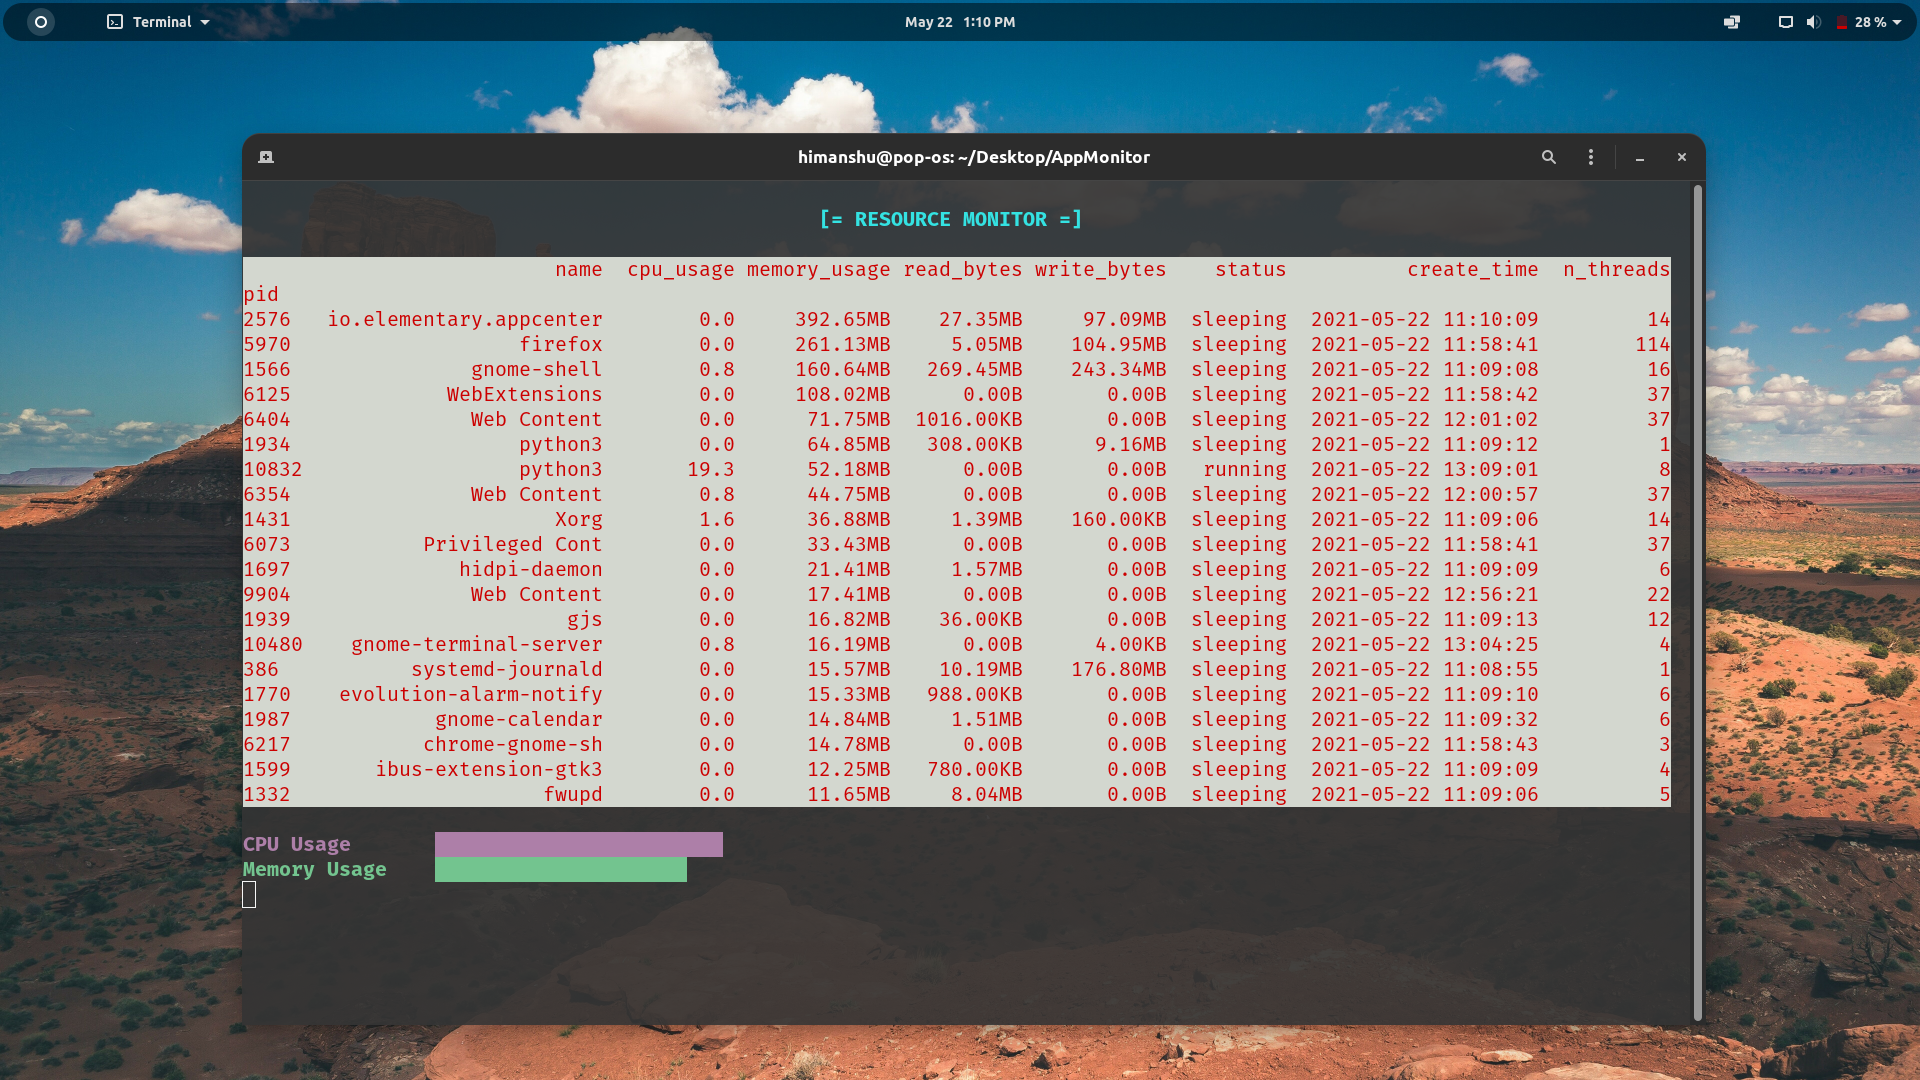 Terminal May 22 1:10 PM 28 %
himanshu@pop-os: ~/Desktop/AppMonitor
[= RESOURCE MONITOR =]
name cpu_usage memory_usage read_bytes write_bytes status create_time n_threads
pid
2576 io.elementary.appcenter 0.0 392.65MB 27.35MB 97.09MB sleeping 2021-05-22 11:10:09 14
5970 firefox 0.0 261.13MB 5.05MB 104.95MB sleeping 2021-05-22 11:58:41 114
1566 gnome-shell 0.8 160.64MB 269.45MB 243.34MB sleeping 2021-05-22 11:09:08 16
6125 WebExtensions 0.0 108.02MB 0.00B 0.00B sleeping 2021-05-22 11:58:42 37
6404 Web Content 0.0 71.75MB 1016.00KB 0.00B sleeping 2021-05-22 12:01:02 37
1934 python3 0.0 64.85MB 308.00KB 9.16MB sleeping 2021-05-22 11:09:12 1
10832 python3 19.3 52.18MB 0.00B 0.00B running 2021-05-22 13:09:01 8
6354 Web Content 0.8 44.75MB 0.00B 0.00B sleeping 2021-05-22 12:00:57 37
1431 Xorg 1.6 36.88MB 1.39MB 160.00KB sleeping 2021-05-22 11:09:06 14
6073 Privileged Cont 0.0 33.43MB 0.00B 0.00B sleeping 2021-05-22 11:58:41 37
1697 hidpi-daemon 0.0 21.41MB 1.57MB 0.00B sleeping 2021-05-22 11:09:09 6
9904 Web Content 0.0 17.41MB 0.00B 0.00B sleeping 2021-05-22 12:56:21 22
1939 gjs 0.0 16.82MB 36.00KB 0.00B sleeping 2021-05-22 11:09:13 12
10480 gnome-terminal-server 0.8 16.19MB 0.00B 4.00KB sleeping 2021-05-22 13:04:25 4
386 systemd-journald 0.0 15.57MB 10.19MB 176.80MB sleeping 2021-05-22 11:08:55 1
1770 evolution-alarm-notify 0.0 15.33MB 988.00KB 0.00B sleeping 2021-05-22 11:09:10 6
1987 gnome-calendar 0.0 14.84MB 1.51MB 0.00B sleeping 2021-05-22 11:09:32 6
6217 chrome-gnome-sh 0.0 14.78MB 0.00B 0.00B sleeping 2021-05-22 11:58:43 3
1599 ibus-extension-gtk3 0.0 12.25MB 780.00KB 0.00B sleeping 2021-05-22 11:09:09 4
1332 fwupd 0.0 11.65MB 8.04MB 0.00B sleeping 2021-05-22 11:09:06 5
CPU Usage
Memory Usage